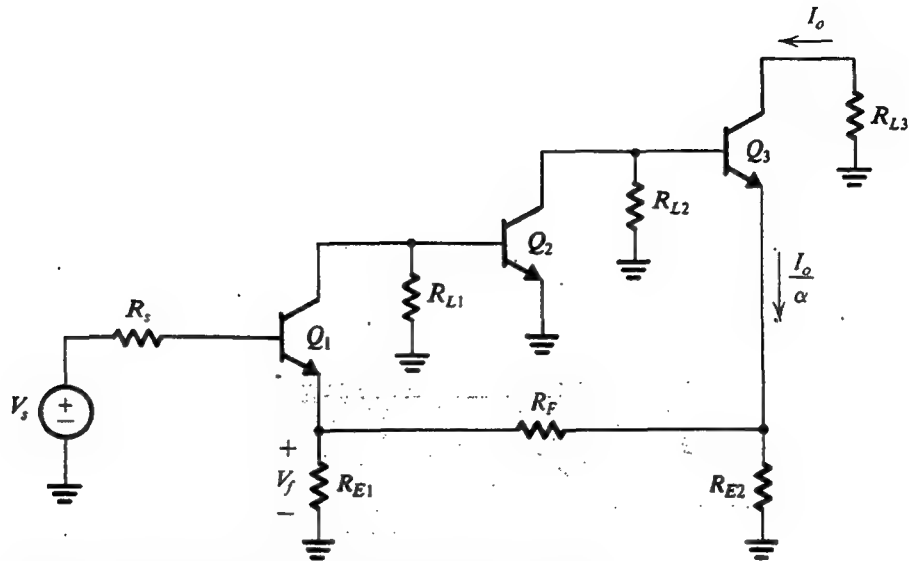 I_o
R_L3
Q_3
R_L2
Q_2
I_o
α
R_L1
R_s
Q_1
V_s
+
−
R_F
+
V_f
−
R_E1
R_E2